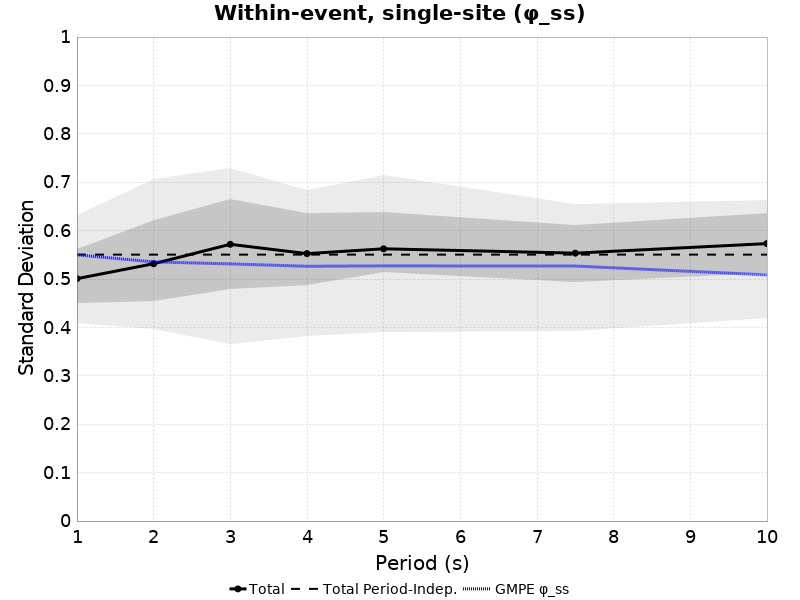 Within-event, single-site (φ_ss)
1
0.9
0.8
0.7
0.6
0.5
0.4
0.3
0.2
0.1
0
Standard Deviation
1 2 3 4 5 6 7 8 9 10
Period (s)
Total Total Period-Indep. GMPE φ_ss